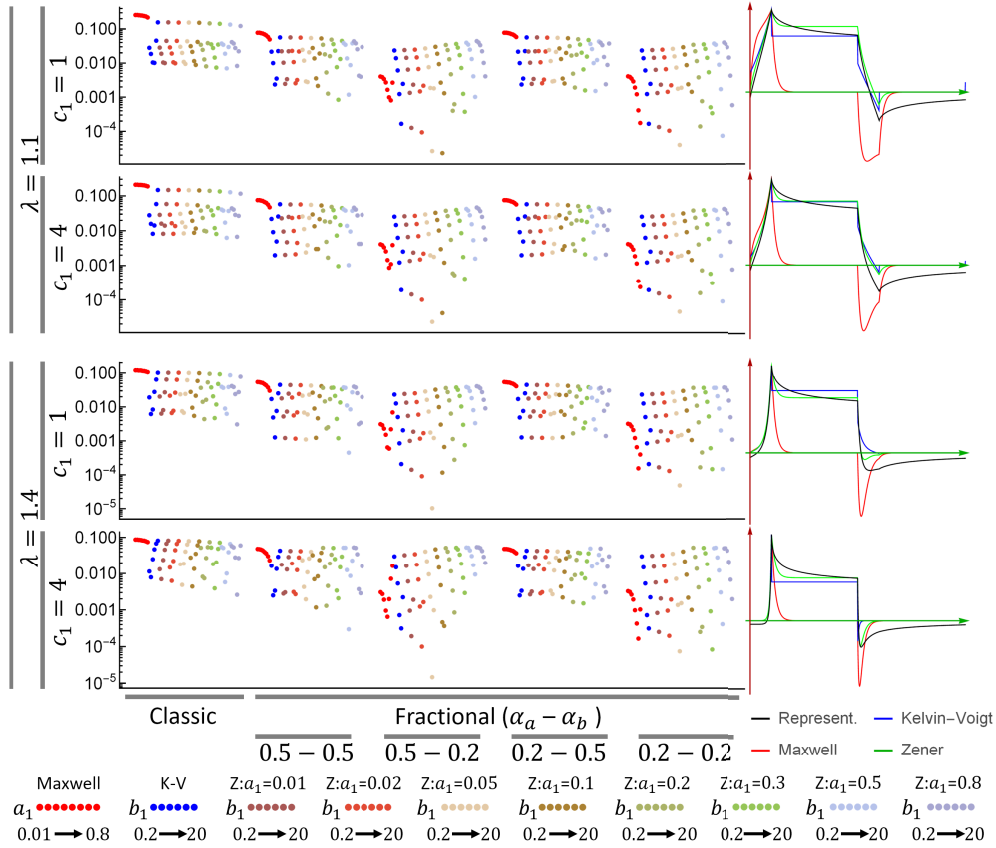 λ = 1.1
c₁ = 1
0.100
0.010
0.001
10⁻⁴
c₁ = 4
0.100
0.010
0.001
10⁻⁴
λ = 1.4
c₁ = 1
0.100
0.010
0.001
10⁻⁴
10⁻⁵
c₁ = 4
0.100
0.010
0.001
10⁻⁴
10⁻⁵
Classic Fractional (αₐ − α_b )
0.5 − 0.5 0.5 − 0.2 0.2 − 0.5 0.2 − 0.2
Represent. Kelvin−Voigt
Maxwell Zener
Maxwell K-V Z:a₁=0.01 Z:a₁=0.02 Z:a₁=0.05 Z:a₁=0.1 Z:a₁=0.2 Z:a₁=0.3 Z:a₁=0.5 Z:a₁=0.8
a₁ b₁ b₁ b₁ b₁ b₁ b₁ b₁ b₁ b₁
0.01→0.8 0.2→20 0.2→20 0.2→20 0.2→20 0.2→20 0.2→20 0.2→20 0.2→20 0.2→20